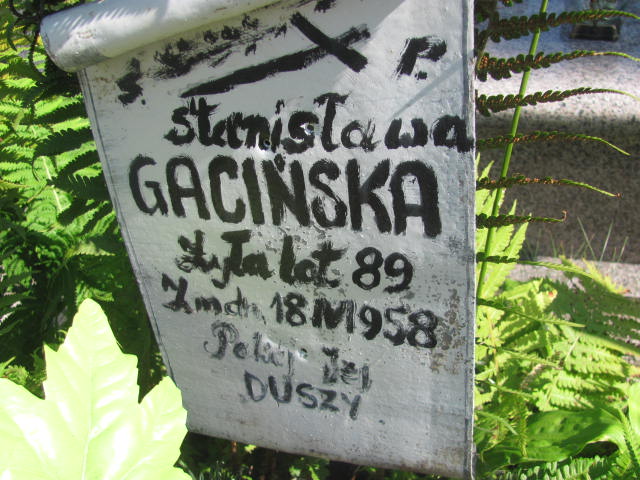 Ś. P.
Stanisława
GACIŃSKA
Żyła lat 89
Zmarła 18 IV 1958
Pokój Jej
DUSZY